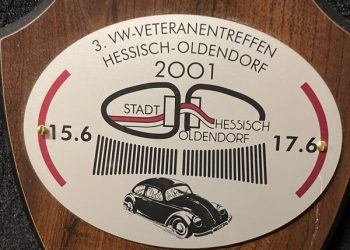 3. VW-VETERANENTREFFEN
HESSISCH-OLDENDORF
2001
STADT
HESSISCH
OLDENDORF
15.6
17.6